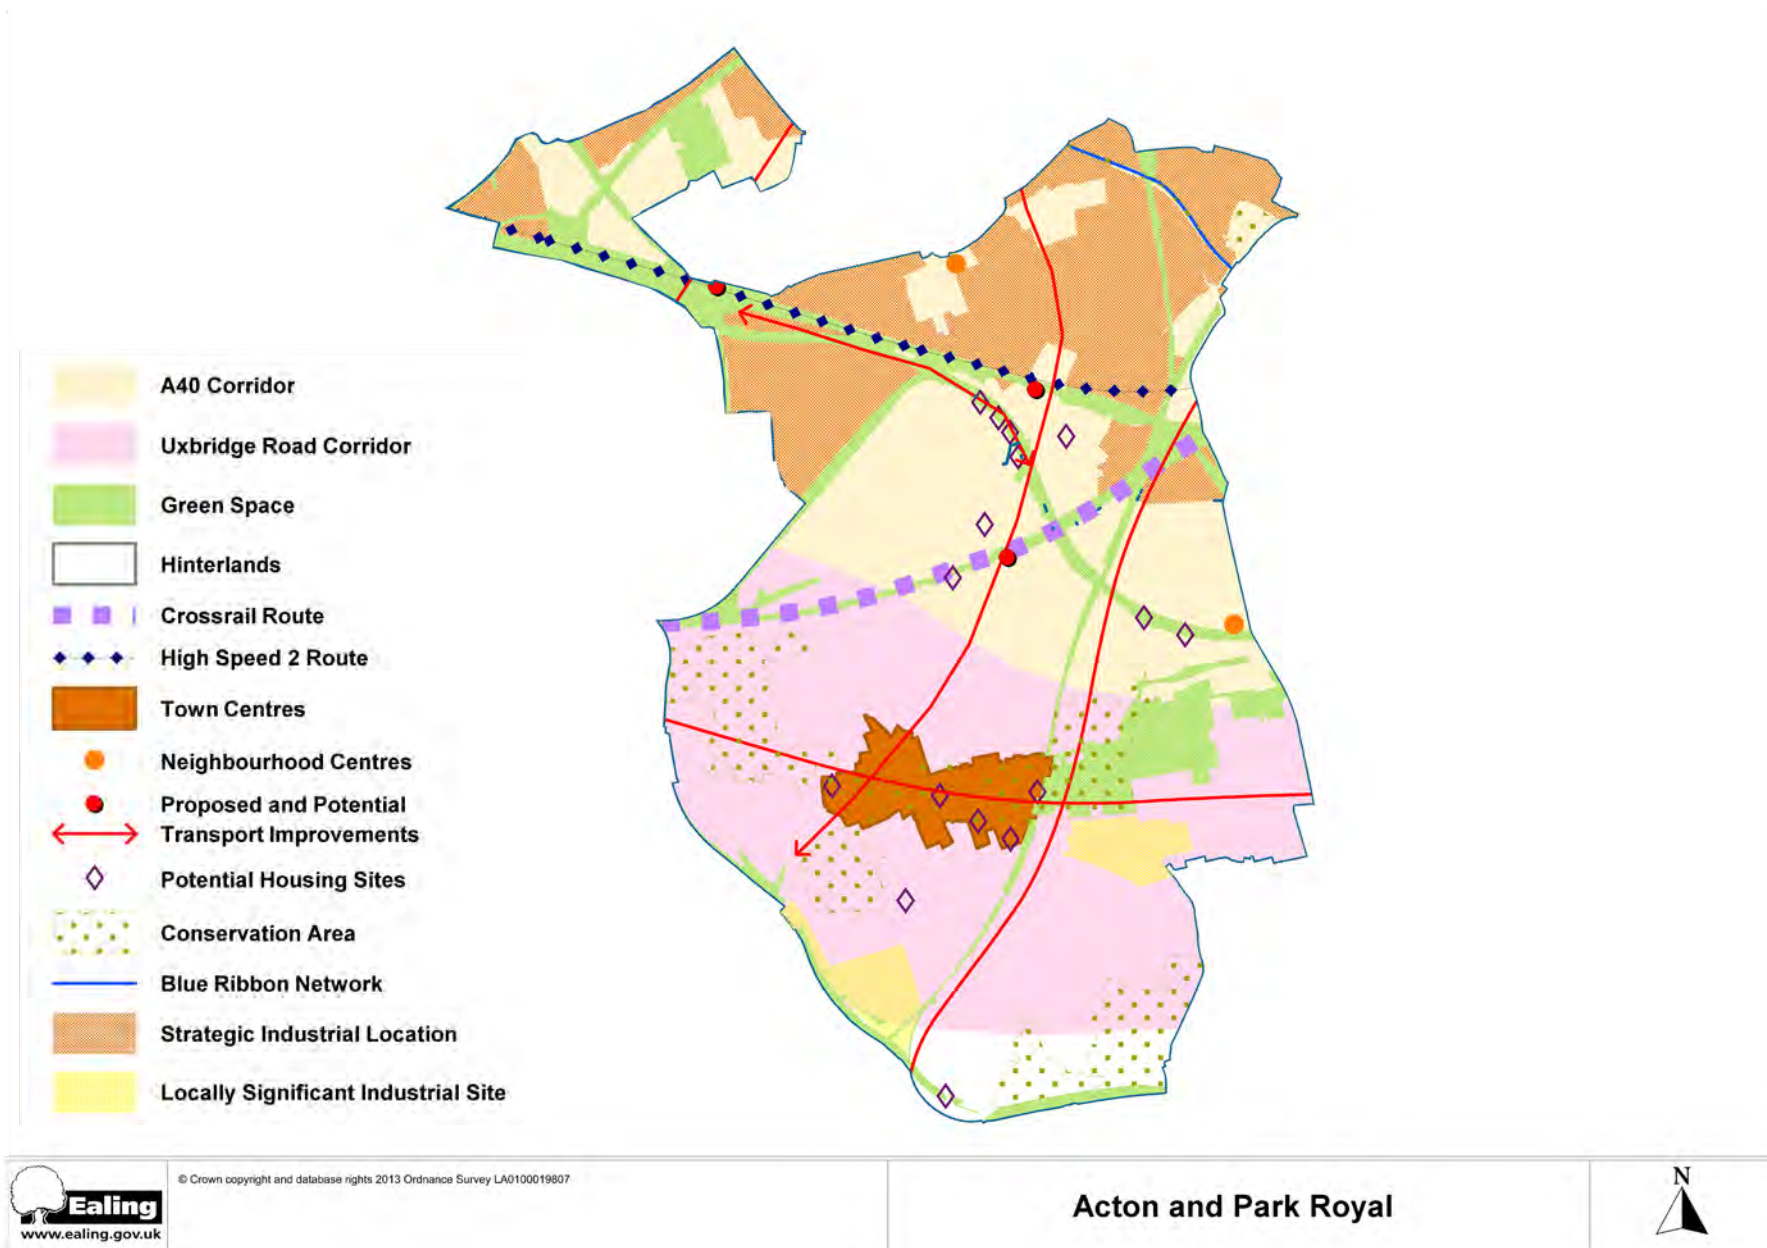 A40 Corridor
Uxbridge Road Corridor
Green Space
Hinterlands
Crossrail Route
High Speed 2 Route
Town Centres
Neighbourhood Centres
Proposed and Potential
Transport Improvements
Potential Housing Sites
Conservation Area
Blue Ribbon Network
Strategic Industrial Location
Locally Significant Industrial Site
Ealing
www.ealing.gov.uk
© Crown copyright and database rights 2013 Ordnance Survey LA0100019807
Acton and Park Royal
N